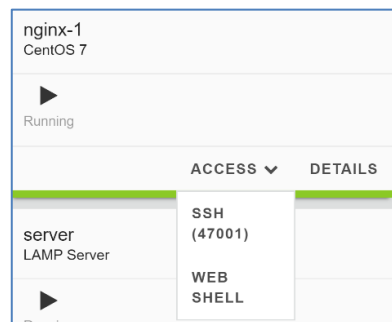 nginx-1
CentOS 7
Running
ACCESS
DETAILS
SSH
(47001)
WEB
SHELL
server
LAMP Server